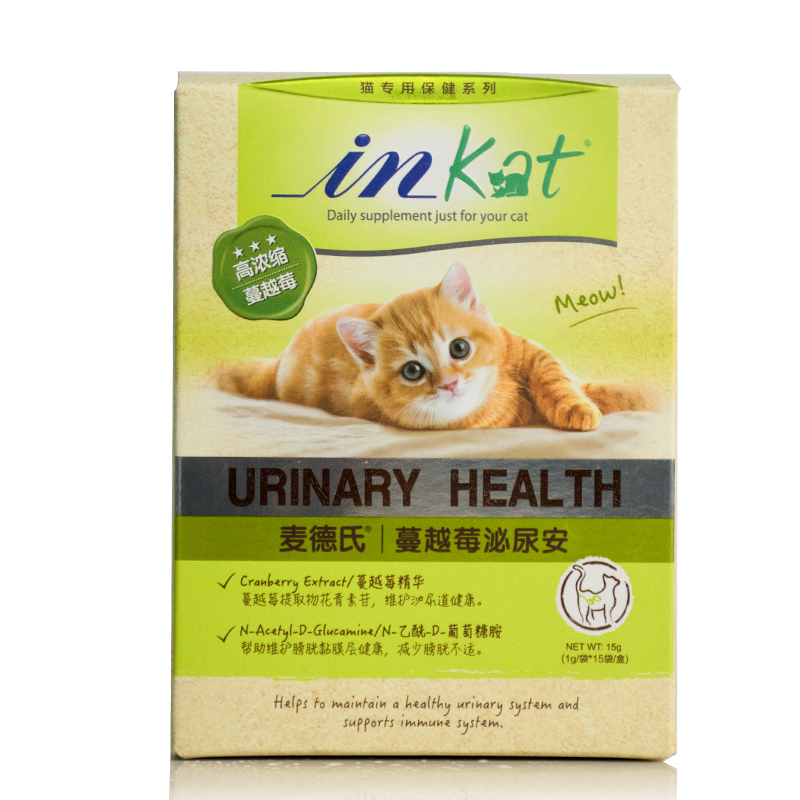 猫专用保健系列
inKat®
Daily supplement just for your cat
高浓缩
蔓越莓
Meow!
URINARY HEALTH
麦德氏®|蔓越莓泌尿安
Cranberry Extract/蔓越莓精华
蔓越莓提取物花青素苷，维护泌尿道健康。
N-Acetyl-D-Glucamine/N-乙酰-D-葡萄糖胺
帮助维护膀胱黏膜层健康，减少膀胱不适。
NET WT: 15g
(1g/袋*15袋/盒)
Helps to maintain a healthy urinary system and
supports immune system.